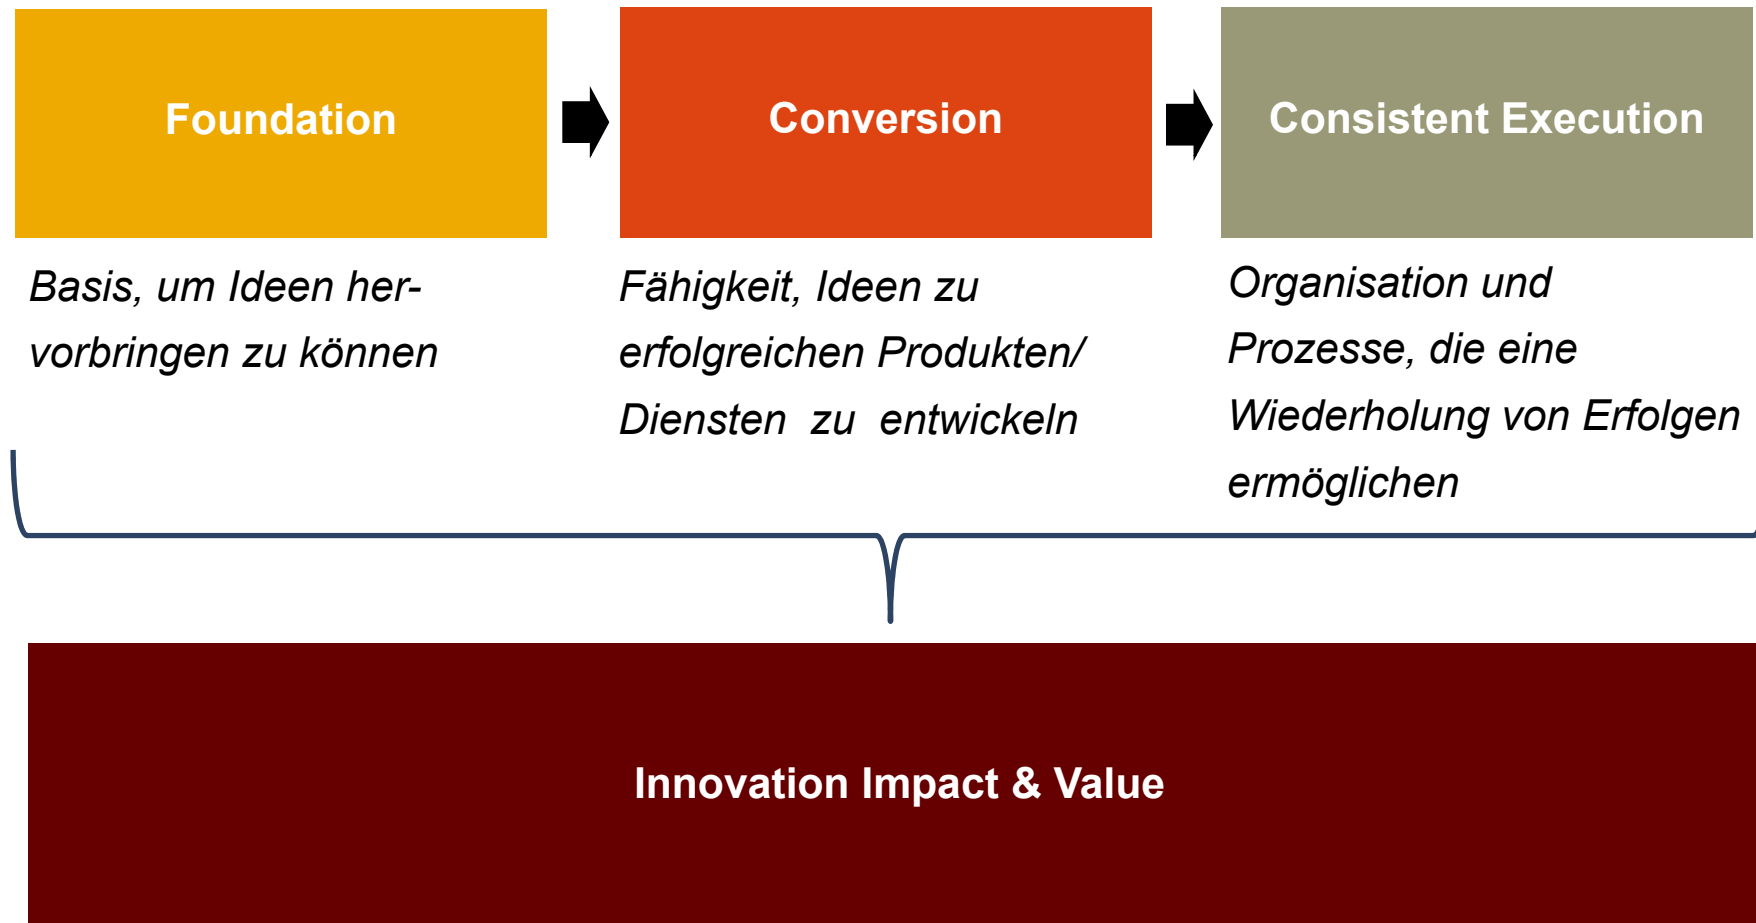 Foundation
Conversion
Consistent Execution
Basis, um Ideen her-
vorbringen zu können
Fähigkeit, Ideen zu
erfolgreichen Produkten/
Diensten zu entwickeln
Organisation und
Prozesse, die eine
Wiederholung von Erfolgen
ermöglichen
Innovation Impact & Value